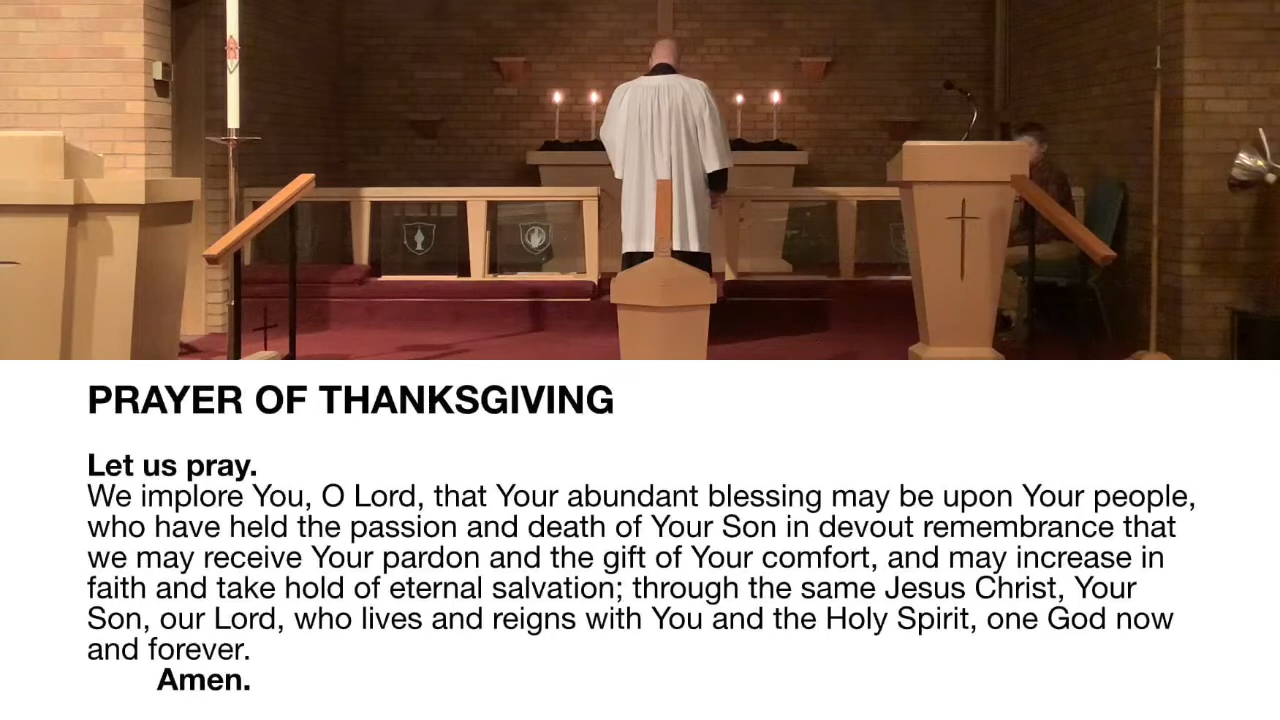 PRAYER OF THANKSGIVING
Let us pray.
We implore You, O Lord, that Your abundant blessing may be upon Your people,
who have held the passion and death of Your Son in devout remembrance that
we may receive Your pardon and the gift of Your comfort, and may increase in
faith and take hold of eternal salvation; through the same Jesus Christ, Your
Son, our Lord, who lives and reigns with You and the Holy Spirit, one God now
and forever.
Amen.